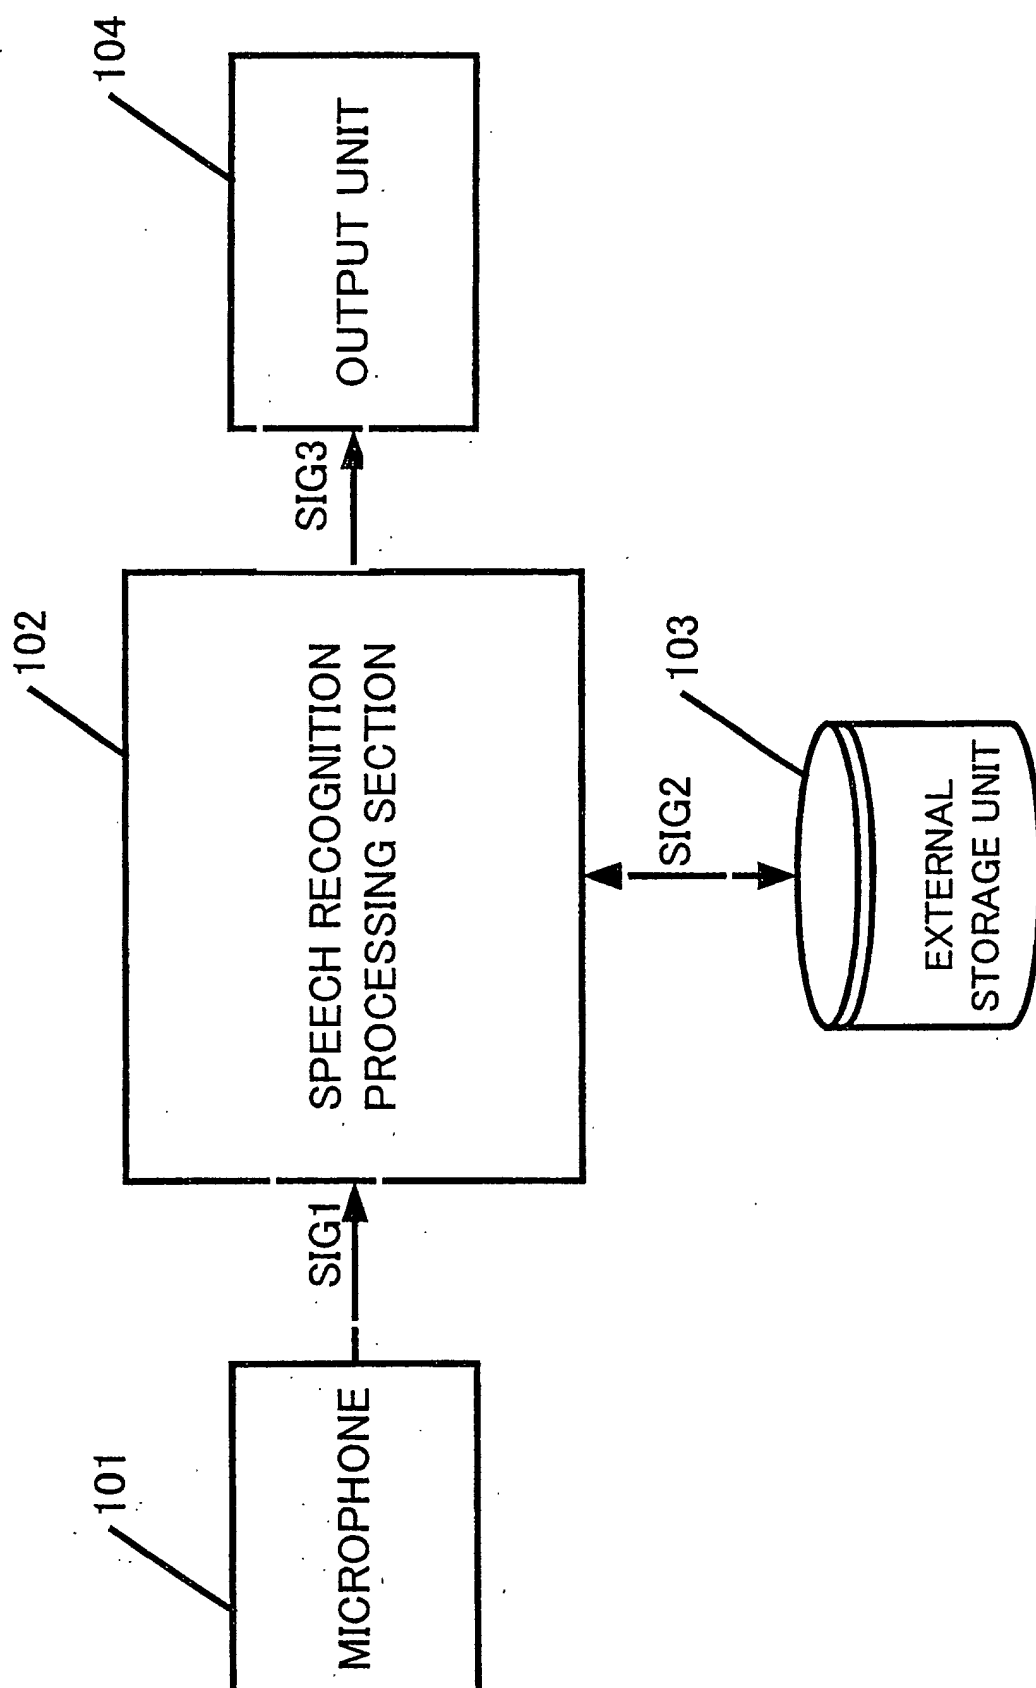 101
MICROPHONE
SIG1
102
SPEECH RECOGNITION
PROCESSING SECTION
SIG2
103
EXTERNAL
STORAGE UNIT
SIG3
104
OUTPUT UNIT